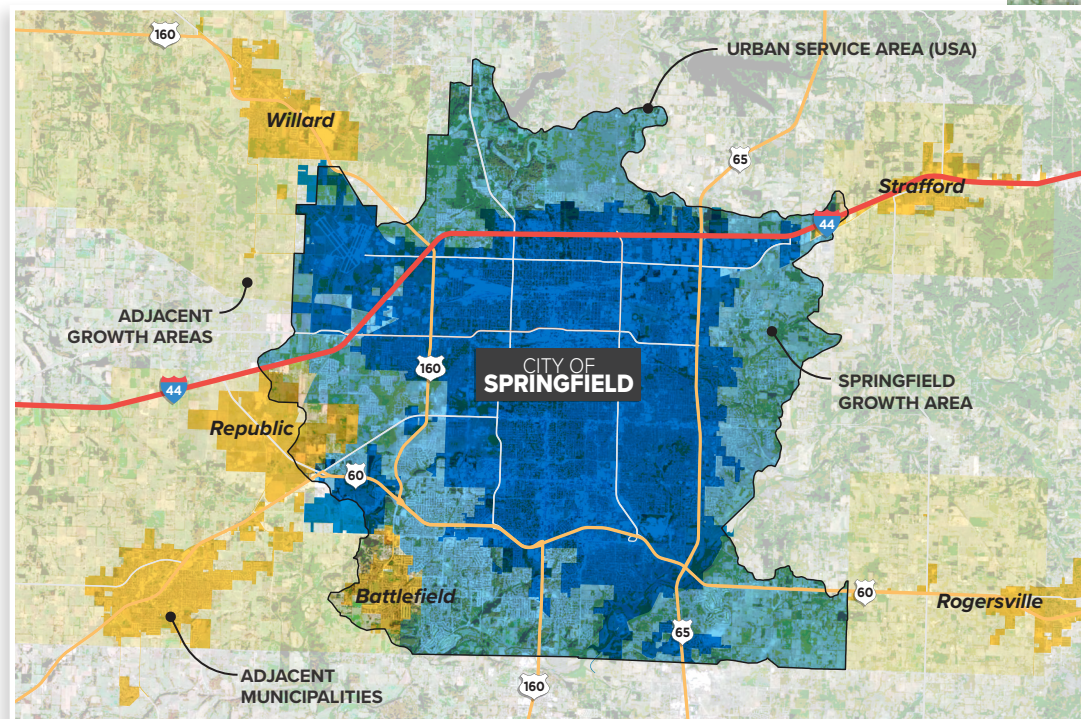 160
URBAN SERVICE AREA (USA)
Willard
65
Strafford
44
ADJACENT
GROWTH AREAS
160
CITY OF
SPRINGFIELD
44
SPRINGFIELD
GROWTH AREA
Republic
60
Battlefield
60
Rogersville
65
ADJACENT
MUNICIPALITIES
160